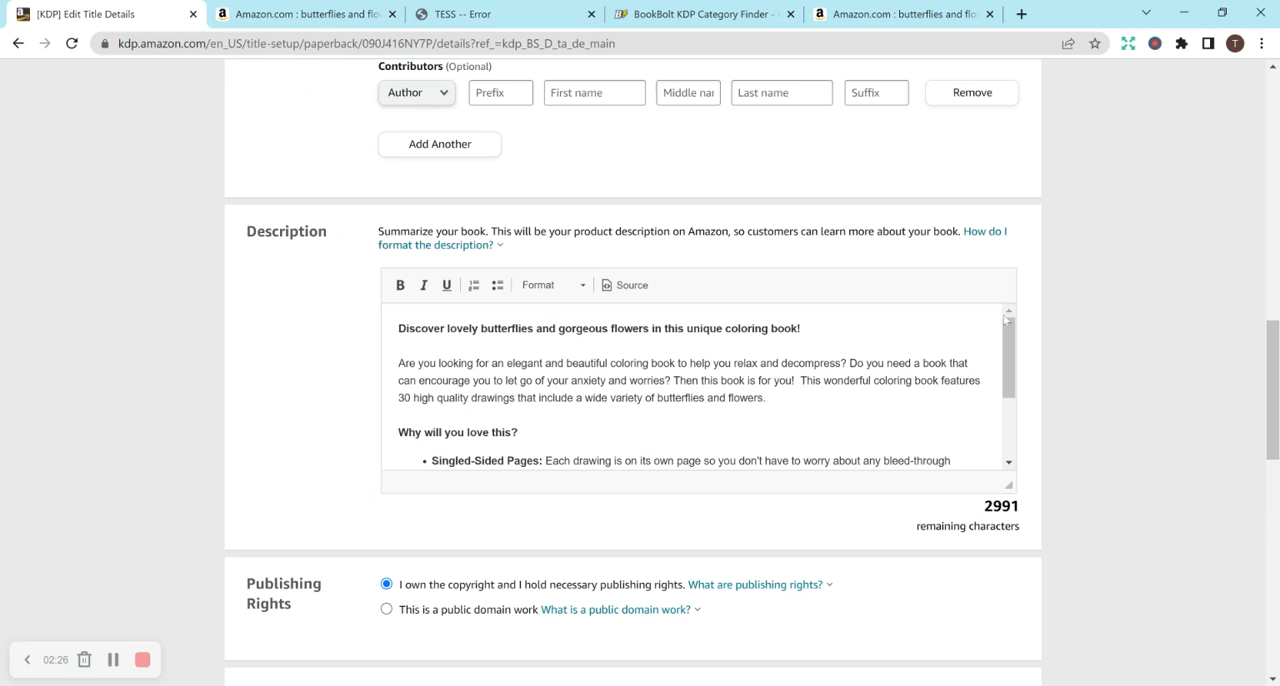 [KDP] Edit Title Details
Amazon.com : butterflies and flo
TESS -- Error
BookBolt KDP Category Finder -
Amazon.com : butterflies and flo
kdp.amazon.com/en_US/title-setup/paperback/090J416NY7P/details?ref_=kdp_BS_D_ta_de_main
T
Contributors (Optional)
Author
Prefix
First name
Middle nar
Last name
Suffix
Remove
Add Another
Description
Summarize your book. This will be your product description on Amazon, so customers can learn more about your book. How do I
format the description?
B I U Format Source
Discover lovely butterflies and gorgeous flowers in this unique coloring book!
Are you looking for an elegant and beautiful coloring book to help you relax and decompress? Do you need a book that
can encourage you to let go of your anxiety and worries? Then this book is for you! This wonderful coloring book features
30 high quality drawings that include a wide variety of butterflies and flowers.
Why will you love this?
• Singled-Sided Pages: Each drawing is on its own page so you don't have to worry about any bleed-through
2991
remaining characters
Publishing
Rights
I own the copyright and I hold necessary publishing rights. What are publishing rights?
This is a public domain work What is a public domain work?
02:26